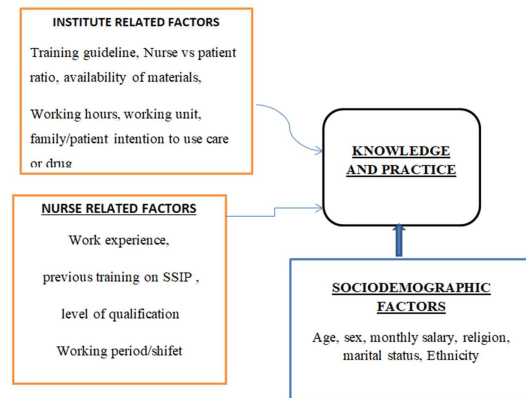 INSTITUTE RELATED FACTORS
Training guideline, Nurse vs patient
ratio, availability of materials,
Working hours, working unit,
family/patient intention to use care
or drug
KNOWLEDGE
AND PRACTICE
NURSE RELATED FACTORS
Work experience,
previous training on SSIP ,
level of qualification
Working period/shifet
SOCIODEMOGRAPHIC
FACTORS
Age, sex, monthly salary, religion,
marital status, Ethnicity